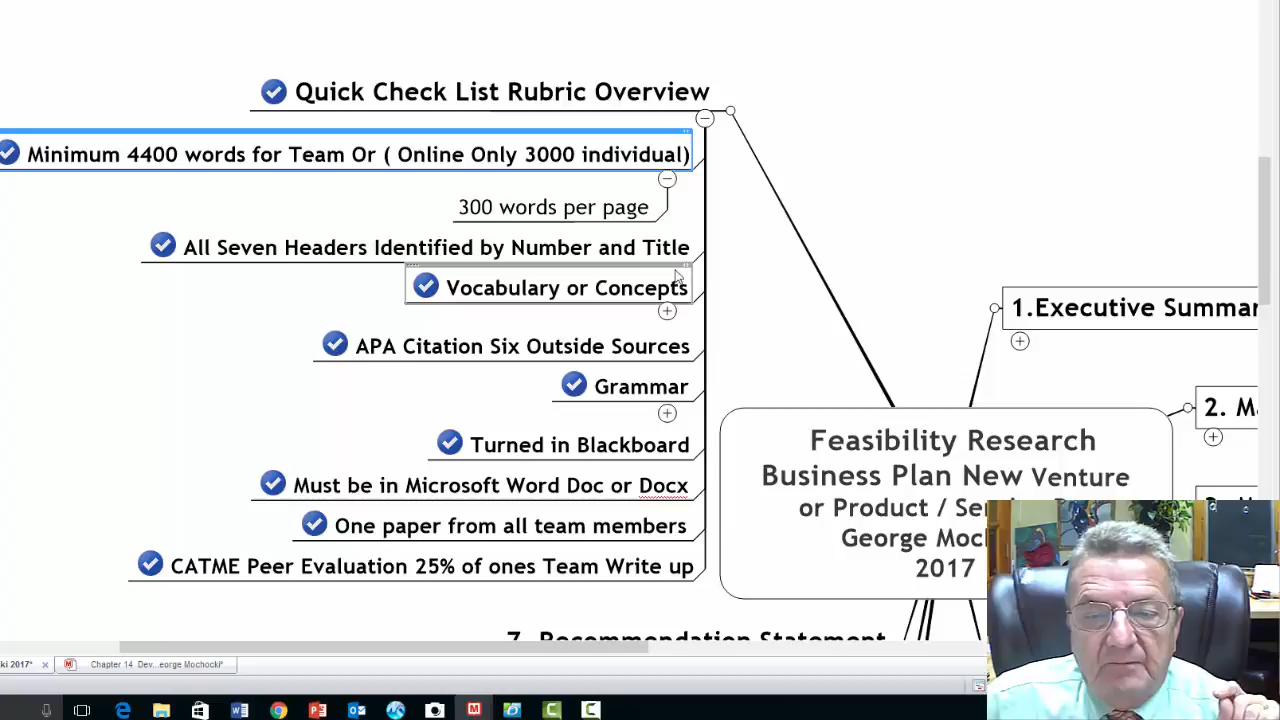 Quick Check List Rubric Overview
Minimum 4400 words for Team Or ( Online Only 3000 individual)
300 words per page
All Seven Headers Identified by Number and Title
Vocabulary or Concepts
APA Citation Six Outside Sources
Grammar
Turned in Blackboard
Must be in Microsoft Word Doc or Docx
One paper from all team members
CATME Peer Evaluation 25% of ones Team Write up
1.Executive Summar
2. M
Feasibility Research
Business Plan New Venture
or Product / Se
George Moc
2017
7. Recommendation Statement
ki 2017*
Chapter 14 Dev...eorge Mochocki*